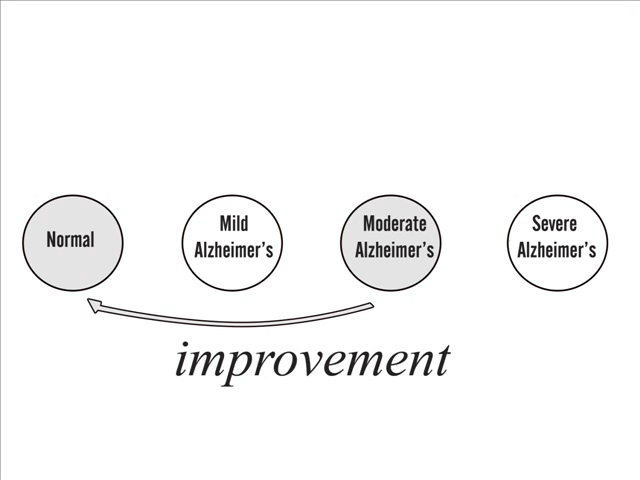 Normal
Mild
Alzheimer's
Moderate
Alzheimer's
Severe
Alzheimer's
improvement